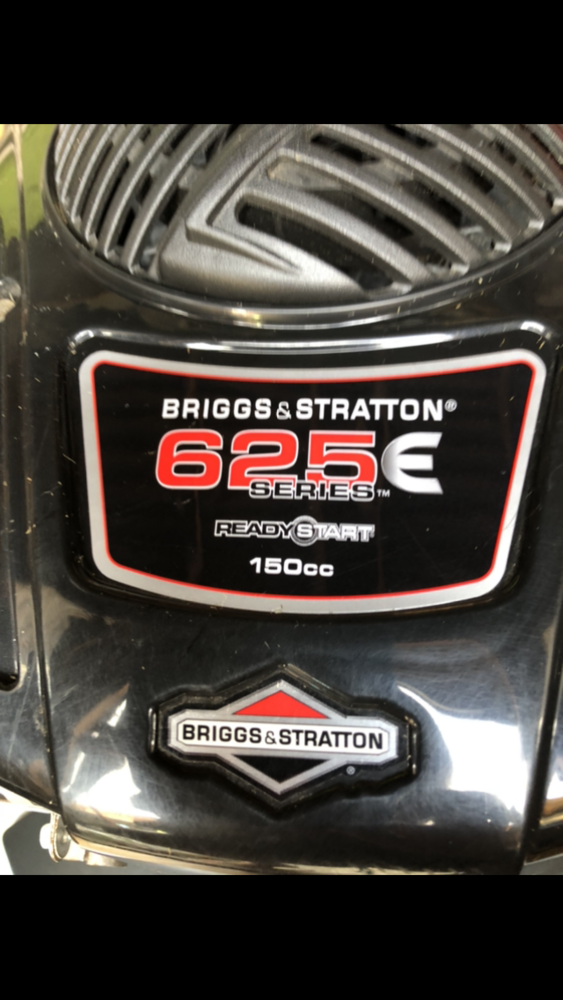 BRIGGS & STRATTON®
625E
SERIES™
READYSTART
150cc
BRIGGS & STRATTON
®